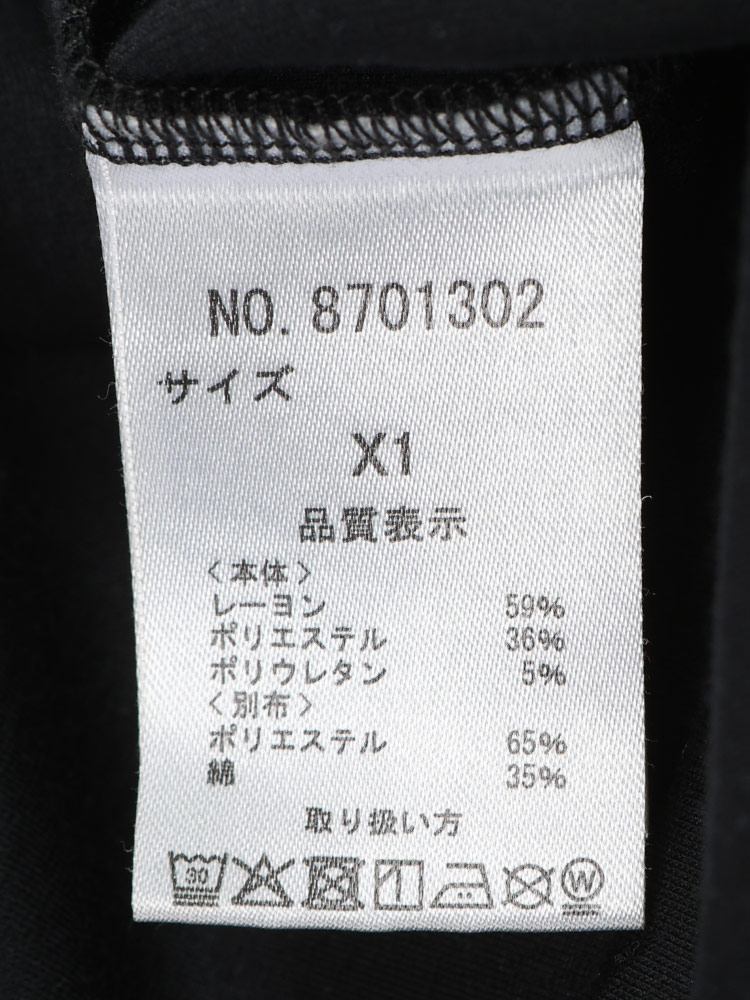 NO. 8701302
サイズ
X1
品質表示
〈本体〉
レーヨン 59%
ポリエステル 36%
ポリウレタン 5%
〈別布〉
ポリエステル 65%
綿 35%
取り扱い方
30 W